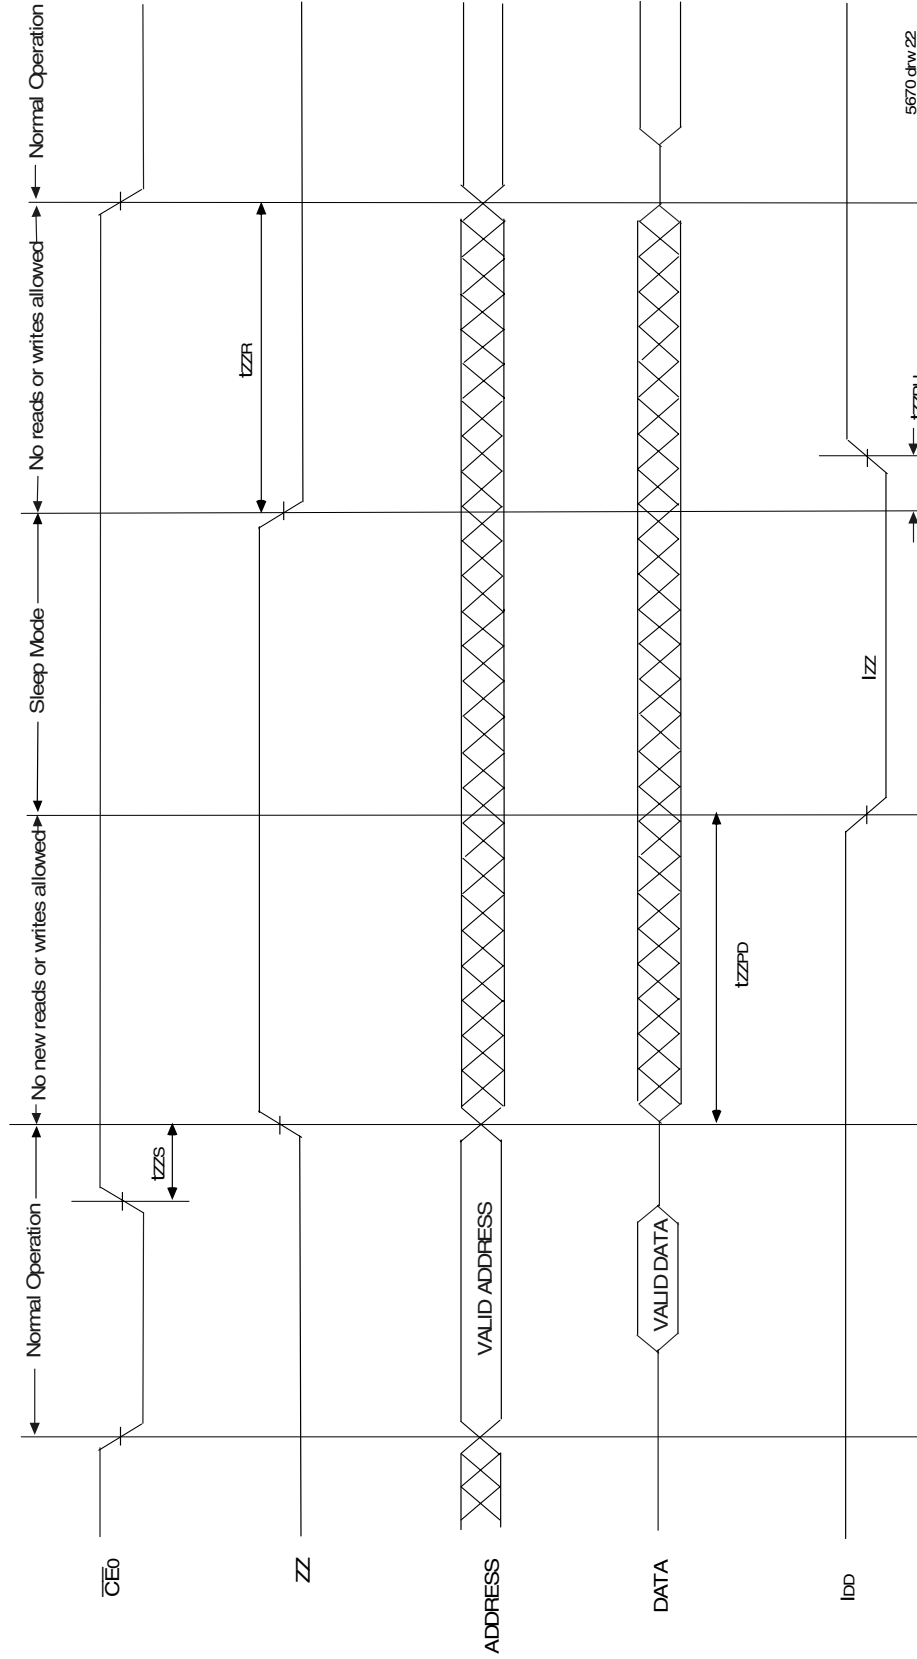 Normal Operation
No new reads or writes allowed
Sleep Mode
No reads or writes allowed
Normal Operation
CE0
tZZS
ZZ
tZZR
ADDRESS
VALID ADDRESS
DATA
VALID DATA
tZZPD
IDD
IZZ
5670 drw 22